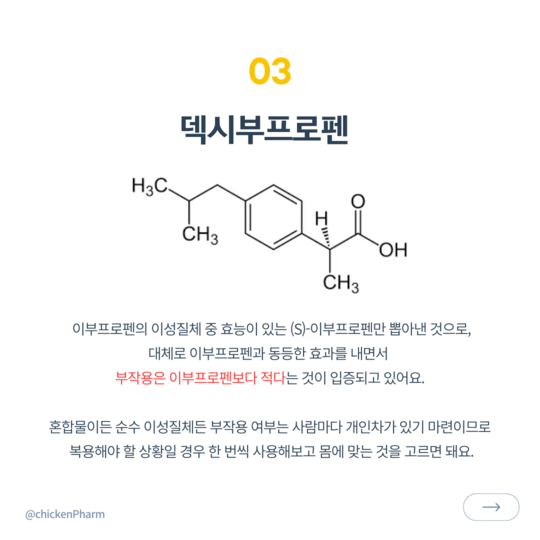 03
덱시부프로펜
H₃C
CH₃
H
O
OH
CH₃
이부프로펜의 이성질체 중 효능이 있는 (S)-이부프로펜만 뽑아낸 것으로,
대체로 이부프로펜과 동등한 효과를 내면서
부작용은 이부프로펜보다 적다는 것이 입증되고 있어요.
혼합물이든 순수 이성질체든 부작용 여부는 사람마다 개인차가 있기 마련이므로
복용해야 할 상황일 경우 한 번씩 사용해보고 몸에 맞는 것을 고르면 돼요.
@chickenPharm